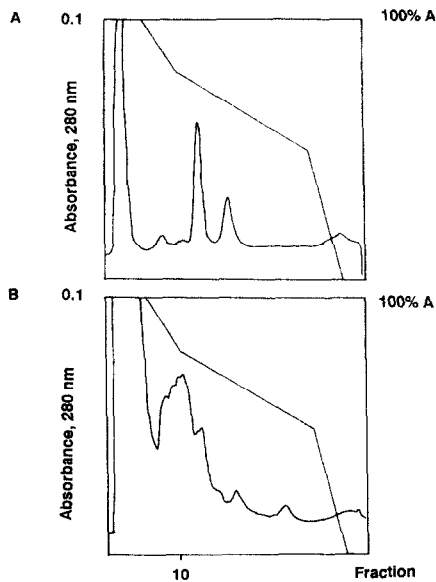 A
0.1
100% A
Absorbance, 280 nm
B
0.1
100% A
Absorbance, 280 nm
10
Fraction